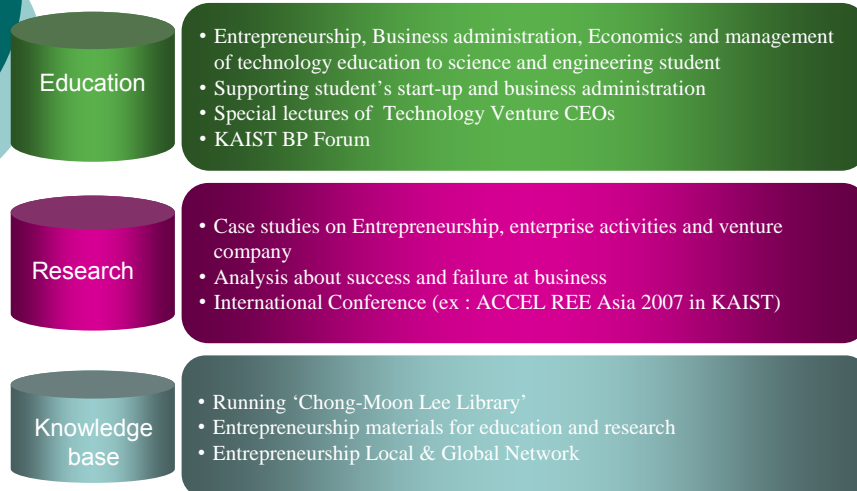 Education
• Entrepreneurship, Business administration, Economics and management
of technology education to science and engineering student
• Supporting student's start-up and business administration
• Special lectures of  Technology Venture CEOs
• KAIST BP Forum
Research
• Case studies on Entrepreneurship, enterprise activities and venture
company
• Analysis about success and failure at business
• International Conference (ex : ACCEL REE Asia 2007 in KAIST)
Knowledge
base
• Running ‘Chong-Moon Lee Library’
• Entrepreneurship materials for education and research
• Entrepreneurship Local & Global Network